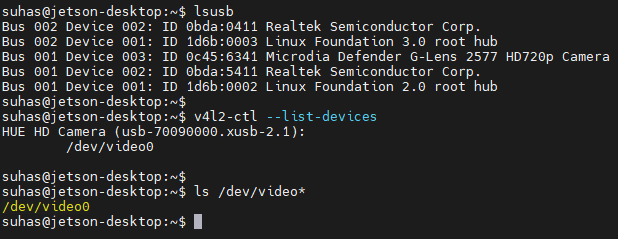 suhas@jetson-desktop:~$ lsusb
Bus 002 Device 002: ID 0bda:0411 Realtek Semiconductor Corp.
Bus 002 Device 001: ID 1d6b:0003 Linux Foundation 3.0 root hub
Bus 001 Device 003: ID 0c45:6341 Microdia Defender G-Lens 2577 HD720p Camera
Bus 001 Device 002: ID 0bda:5411 Realtek Semiconductor Corp.
Bus 001 Device 001: ID 1d6b:0002 Linux Foundation 2.0 root hub
suhas@jetson-desktop:~$
suhas@jetson-desktop:~$ v4l2-ctl --list-devices
HUE HD Camera (usb-70090000.xusb-2.1):
        /dev/video0

suhas@jetson-desktop:~$
suhas@jetson-desktop:~$ ls /dev/video*
/dev/video0
suhas@jetson-desktop:~$